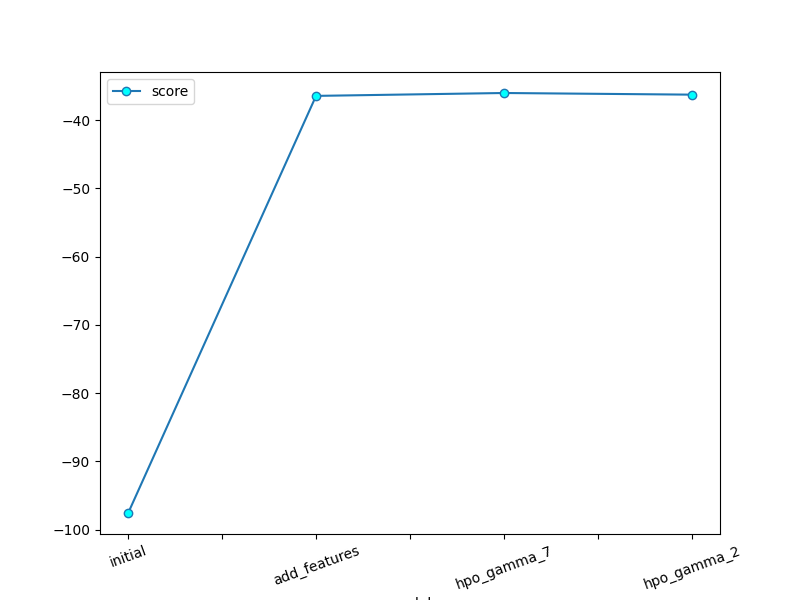 score
−40
−50
−60
−70
−80
−90
−100
initial
add_features
hpo_gamma_7
hpo_gamma_2